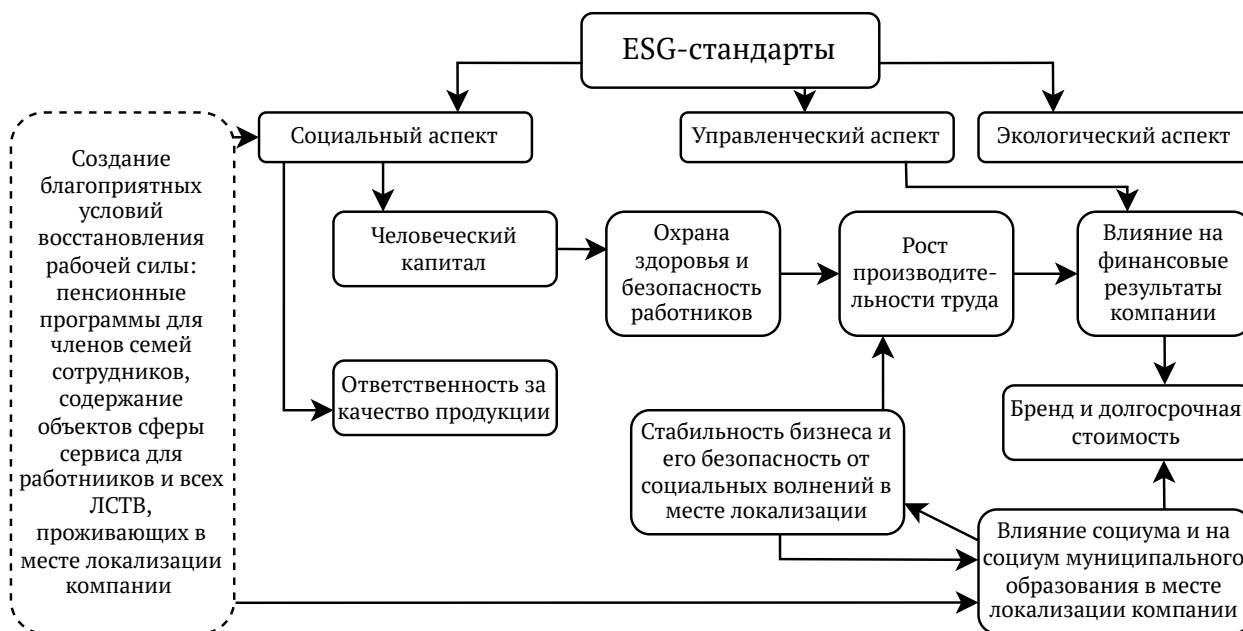 ESG-стандарты
Социальный аспект
Управленческий аспект
Экологический аспект
Создание
благоприятных
условий
восстановления
рабочей силы:
пенсионные
программы для
членов семей
сотрудников,
содержание
объектов сферы
сервиса для
работнииков и всех
ЛСТВ,
проживающих в
месте локализации
компании
Человеческий
капитал
Охрана
здоровья и
безопасность
работников
Рост
производите-
льности труда
Влияние на
финансовые
результаты
компании
Ответственность за
качество продукции
Бренд и долгосрочная
стоимость
Стабильность бизнеса и
его безопасность от
социальных волнений в
месте локализации
Влияние социума и на
социум муниципального
образования в месте
локализации компании